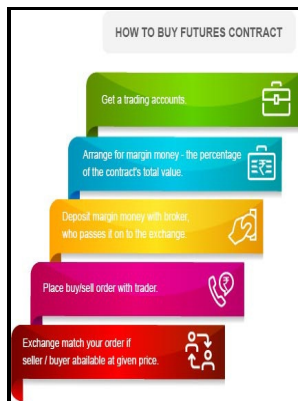 HOW TO BUY FUTURES CONTRACT
Get a trading accounts.
Arrange for margin money - the percentage
of the contract's total value.
Deposit margin money with broker,
who passes it on to the exchange.
Place buy/sell order with trader.
Exchange match your order if
seller / buyer abailable at given price.